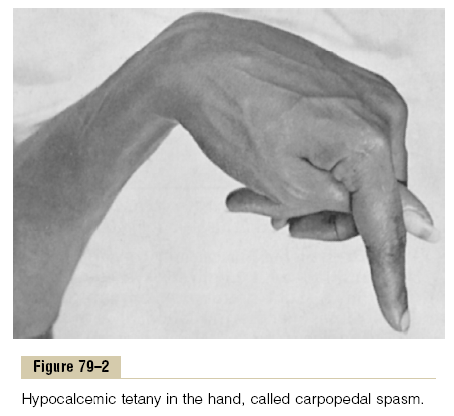 Figure 79–2
Hypocalcemic tetany in the hand, called carpopedal spasm.